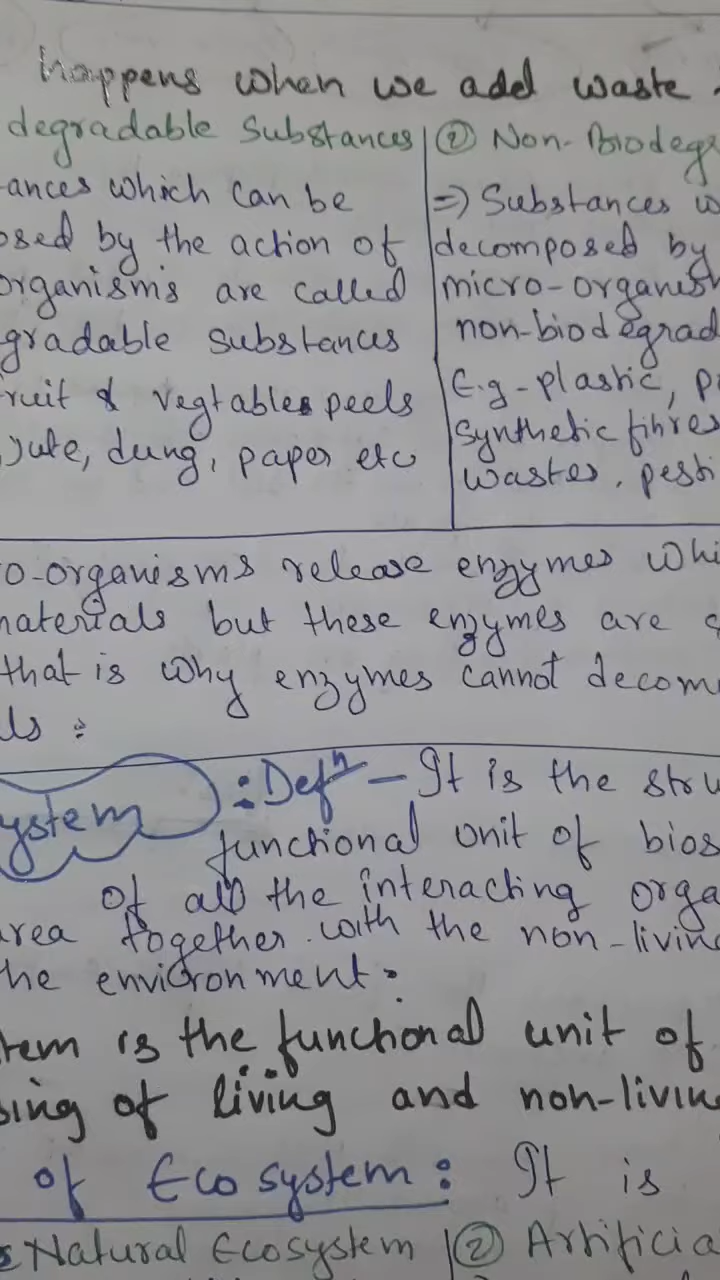 happens when we add waste
degradable Substances | ② Non-Biodegr
ances which can be
osed by the action of
organisms are called
gradable substances
ruit & vegtables peels
, jute, dung, paper etc
=) Substances w
decomposed by
micro-organis
non-biodegrad
E.g-plastic, p
Synthetic fibres
wastes, pesti
o-organisms release enzymes whi
materials but these enzymes are
that is why enzymes cannot decom
ls :
ystem : Defⁿ - It is the stru
functional unit of bios
of all the interacting orga
area together with the non-living
the environment.
tem is the functional unit of
sing of living and non-livin
of Eco system : It is
Natural Ecosystem | ② Artificia